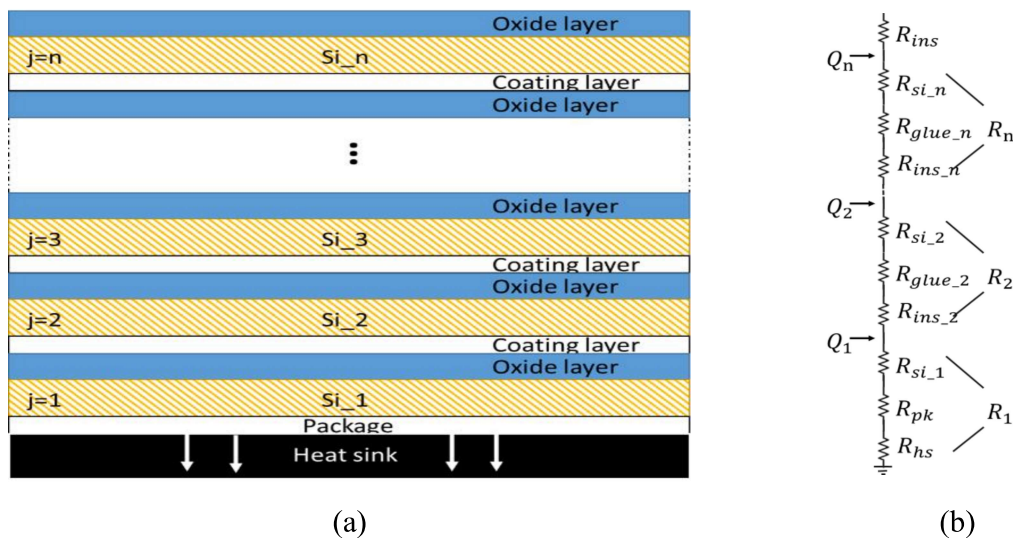 Oxide layer
j=n Si_n
Coating layer
Oxide layer
Oxide layer
j=3 Si_3
Coating layer
Oxide layer
j=2 Si_2
Coating layer
Oxide layer
j=1 Si_1
Package
Heat sink
(a)
R_ins
Q_n
R_si_n
R_glue_n
R_n
R_ins_n
Q_2
R_si_2
R_glue_2
R_2
R_ins_2
Q_1
R_si_1
R_pk
R_1
R_hs
(b)